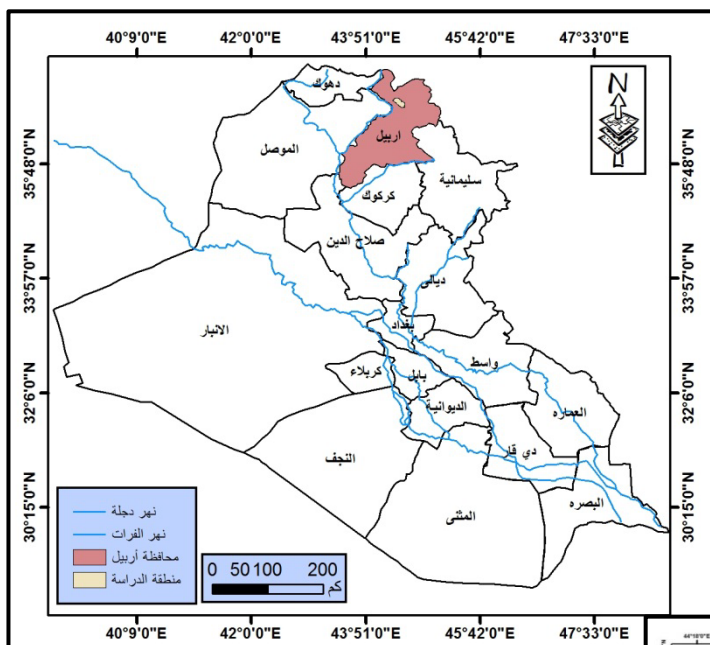 40°9'0"E 42°0'0"E 43°51'0"E 45°42'0"E 47°33'0"E
N
دهوك
اربيل
الموصل
35°48'0"N
35°48'0"N
سليمانية
كركوك
صلاح الدين
33°57'0"N
33°57'0"N
ديالى
الانبار
بغداد
واسط
كربلاء
بابل
32°6'0"N
32°6'0"N
الديوانية
العماره
النجف
دي قار
البصره
30°15'0"N
30°15'0"N
المثنى
نهر دجلة
نهر الفرات
محافظة أربيل
منطقة الدراسة
0 50 100 200
كم
40°9'0"E 42°0'0"E 43°51'0"E 45°42'0"E 47°33'0"E